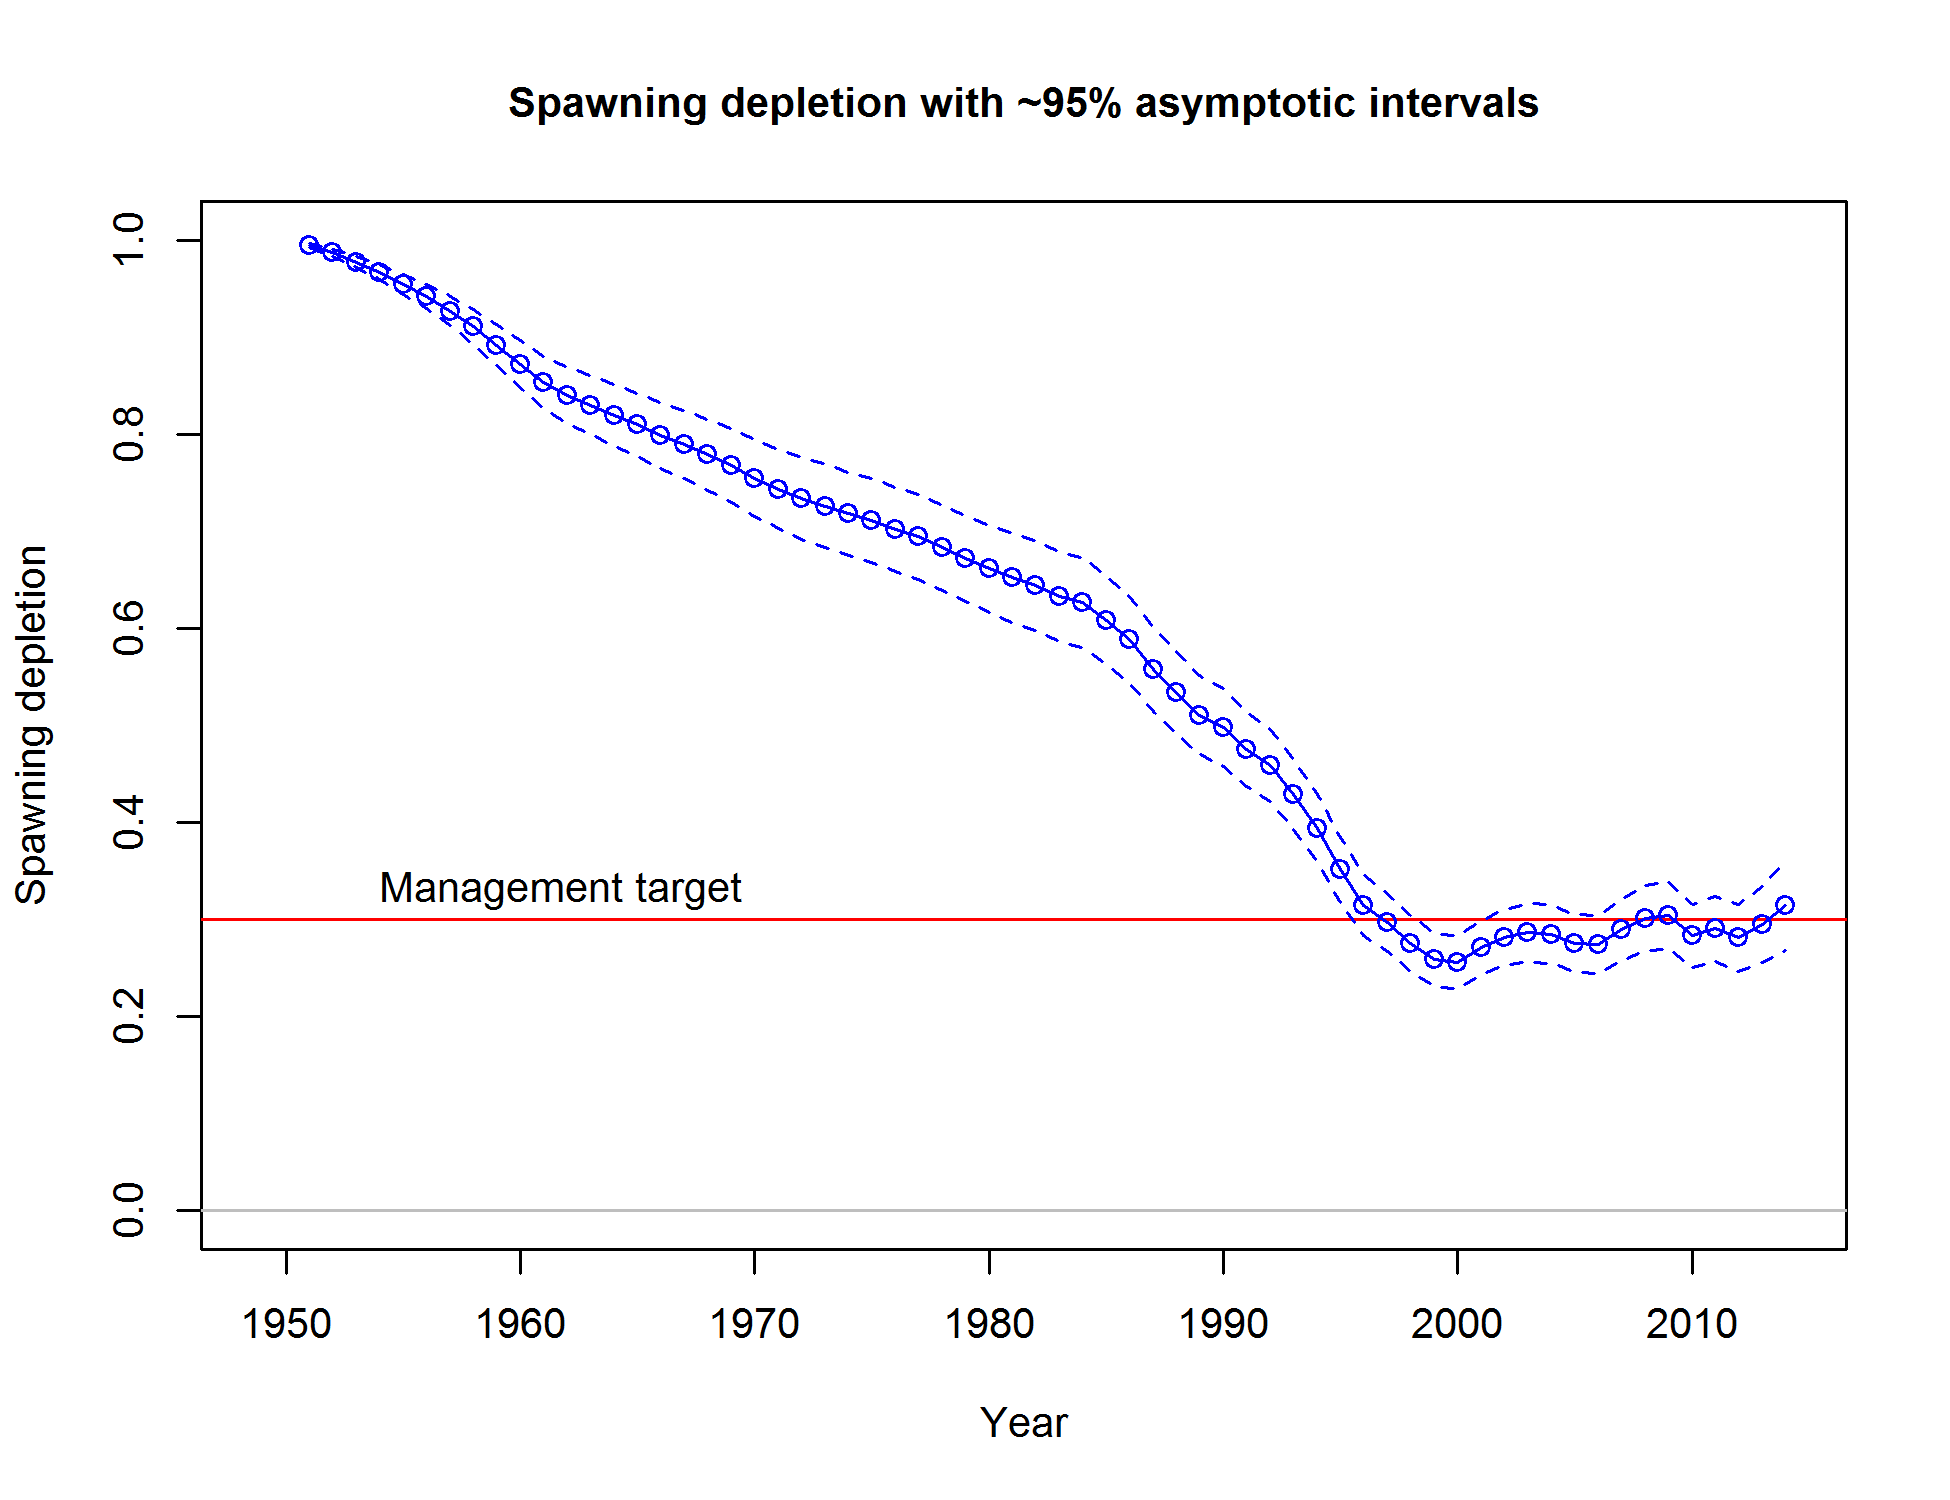 Spawning depletion with ~95% asymptotic intervals
Spawning depletion
1.0
0.8
0.6
0.4
0.2
0.0
Management target
1950 1960 1970 1980 1990 2000 2010
Year